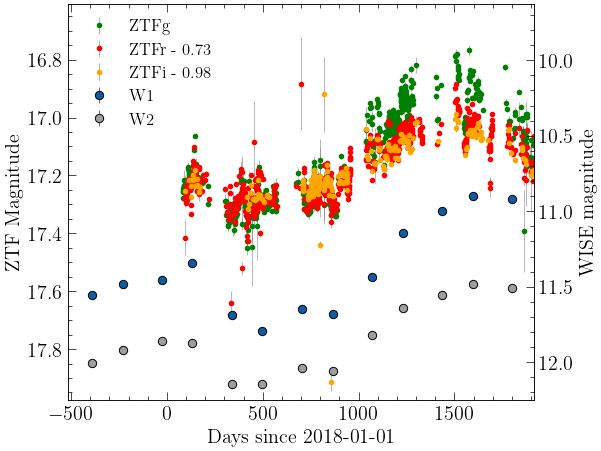 ZTFg
ZTFr - 0.73
ZTFi - 0.98
W1
W2
16.8
17.0
17.2
17.4
17.6
17.8
ZTF Magnitude
10.0
10.5
11.0
11.5
12.0
WISE magnitude
−500 0 500 1000 1500
Days since 2018-01-01